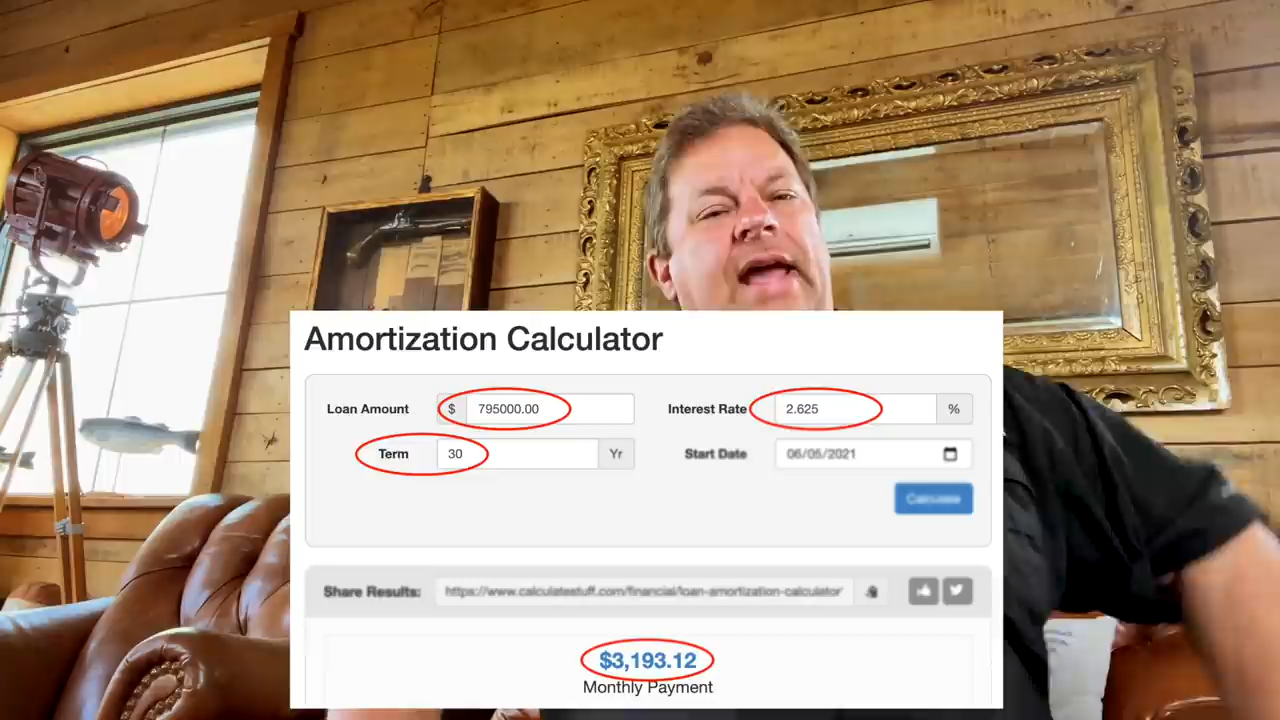 Amortization Calculator
Loan Amount $ 795000.00 Interest Rate 2.625 %
Term 30 Yr Start Date 06/05/2021
Calculate
Share Results: https://www.calculatestuff.com/financial/loan-amortization-calculator
$3,193.12
Monthly Payment